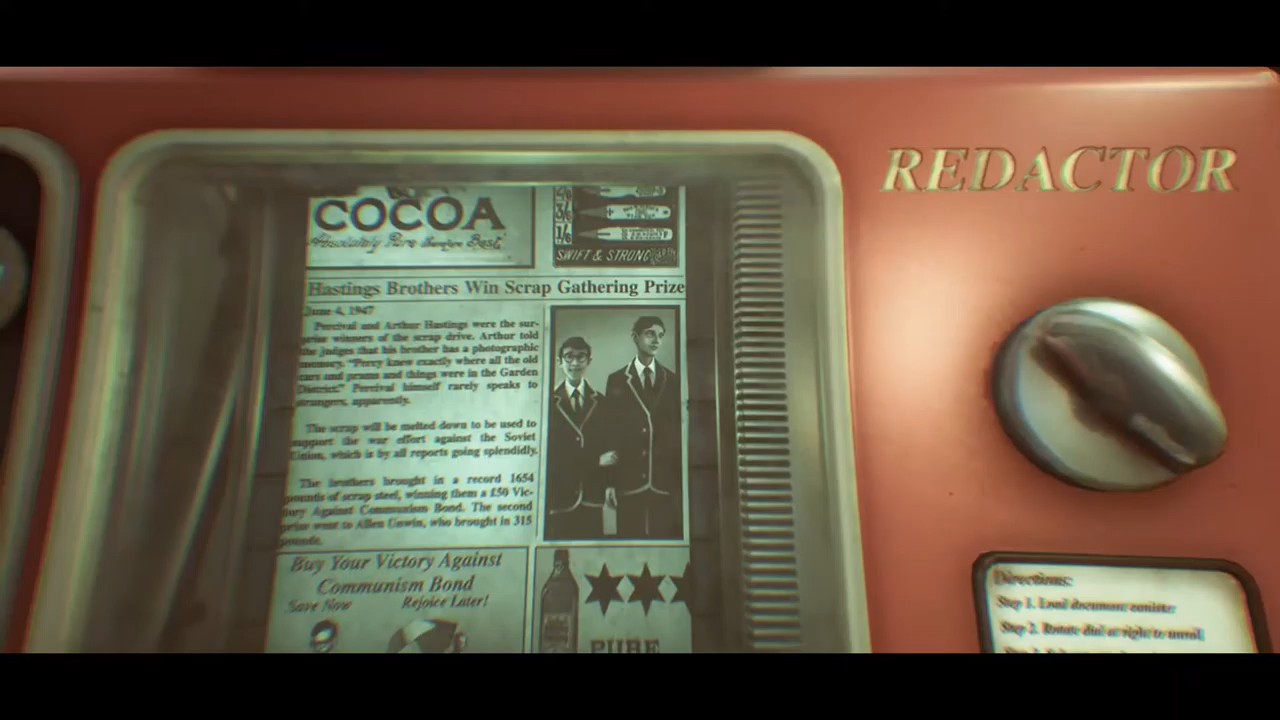 REDACTOR
COCOA
Absolutely Pure
SWIFT & STRONG
Hastings Brothers Win Scrap Gathering Prize
June 4, 1947
Percival and Arthur Hastings were the sur-
prise winners of the scrap drive. Arthur told
the judges that his brother has a photographic
memory. "Percy knew exactly where all the old
cars and prams and things were in the Garden
District." Percival himself rarely speaks to
strangers, apparently.
The scrap will be melted down to be used to
support the war effort against the Soviet
Union, which is by all reports going splendidly.
The brothers brought in a record 1654
pounds of scrap steel, winning them a £50 Vic-
tory Against Communism Bond. The second
prize went to Allen Unwin, who brought in 315
pounds.
Buy Your Victory Against
Communism Bond
Save Now
Rejoice Later!
PURE
Directions:
Step 1. Load document canister
Step 2. Rotate dial at right to unroll